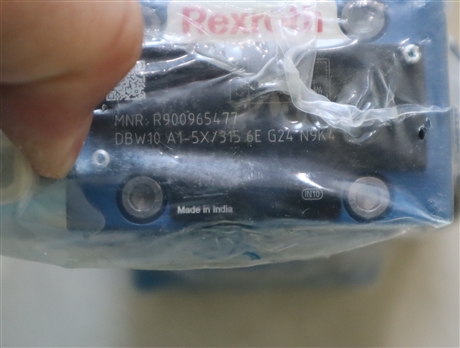 Rexroth
MNR: R900965477
DBW10 A1-5X/315 6E G24 N9K4
Made in India